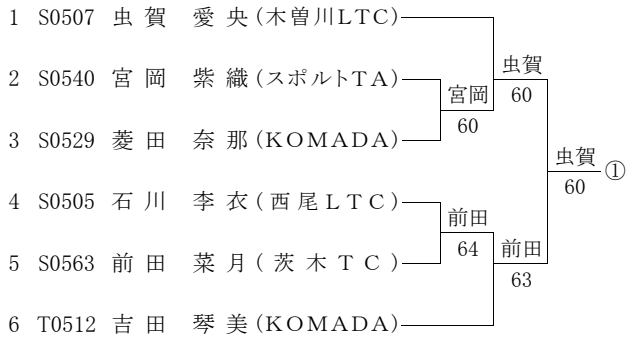 1 S0507 虫賀 愛央(木曽川LTC)
虫賀
2 S0540 宮岡 紫織(スポルトTA)
宮岡
60
60
3 S0529 菱田 奈那(KOMADA)
虫賀
①
60
4 S0505 石川 李衣(西尾LTC)
前田
64
前田
5 S0563 前田 菜月(茨木TC)
63
6 T0512 吉田 琴美(KOMADA)